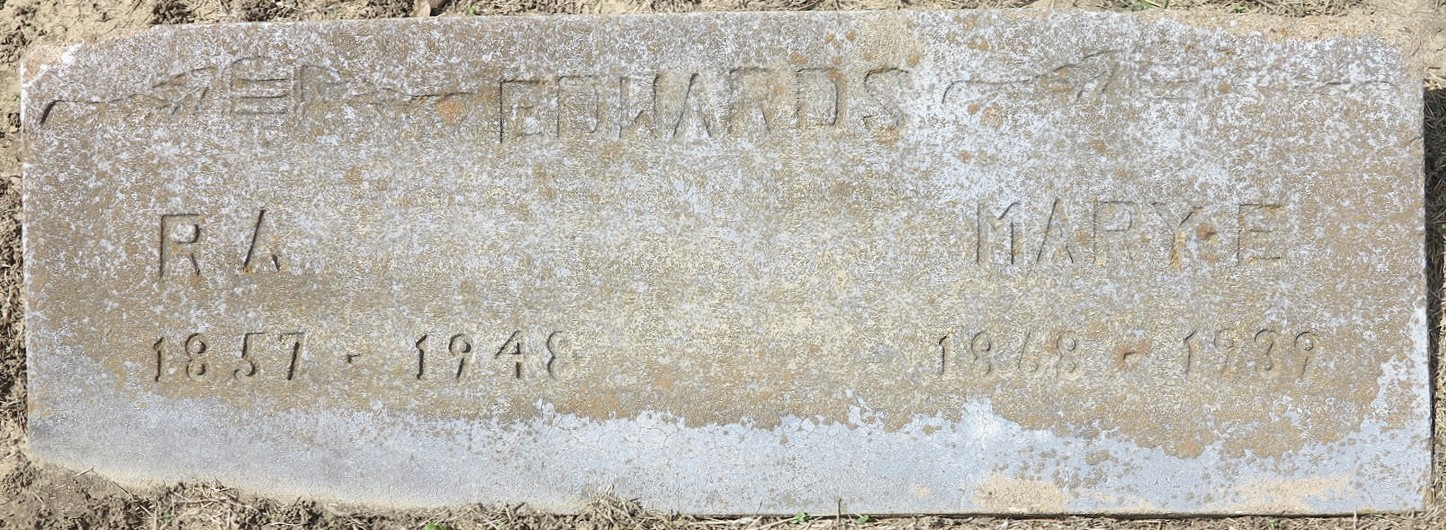 EDWARDS
R A MARY E
1857 - 1948 1868 - 1939